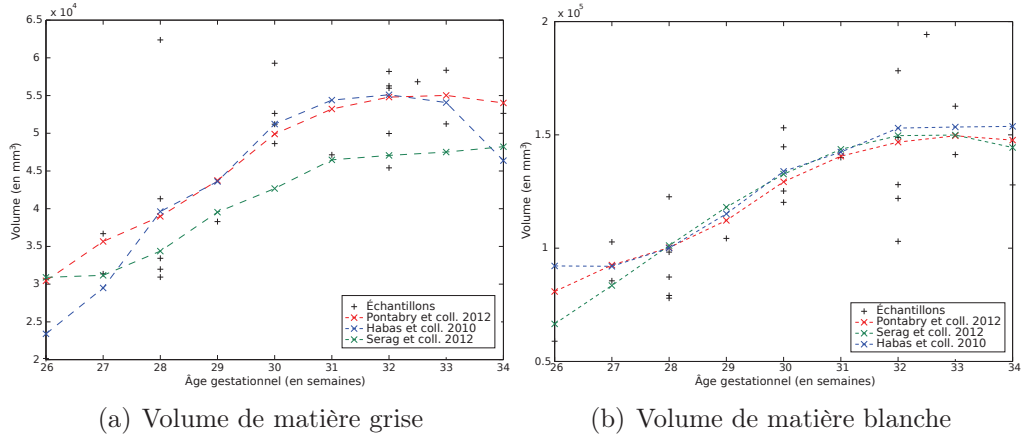 6.5 x 10⁴
6
5.5
5
4.5
4
3.5
3
2.5
2
Volume (en mm³)
26 27 28 29 30 31 32 33 34
Âge gestationnel (en semaines)
Échantillons
Pontabry et coll. 2012
Habas et coll. 2010
Serag et coll. 2012
(a) Volume de matière grise
2 x 10⁵
1.5
1
0.5
Volume (en mm³)
26 27 28 29 30 31 32 33 34
Âge gestationnel (en semaines)
Échantillons
Pontabry et coll. 2012
Serag et coll. 2012
Habas et coll. 2010
(b) Volume de matière blanche